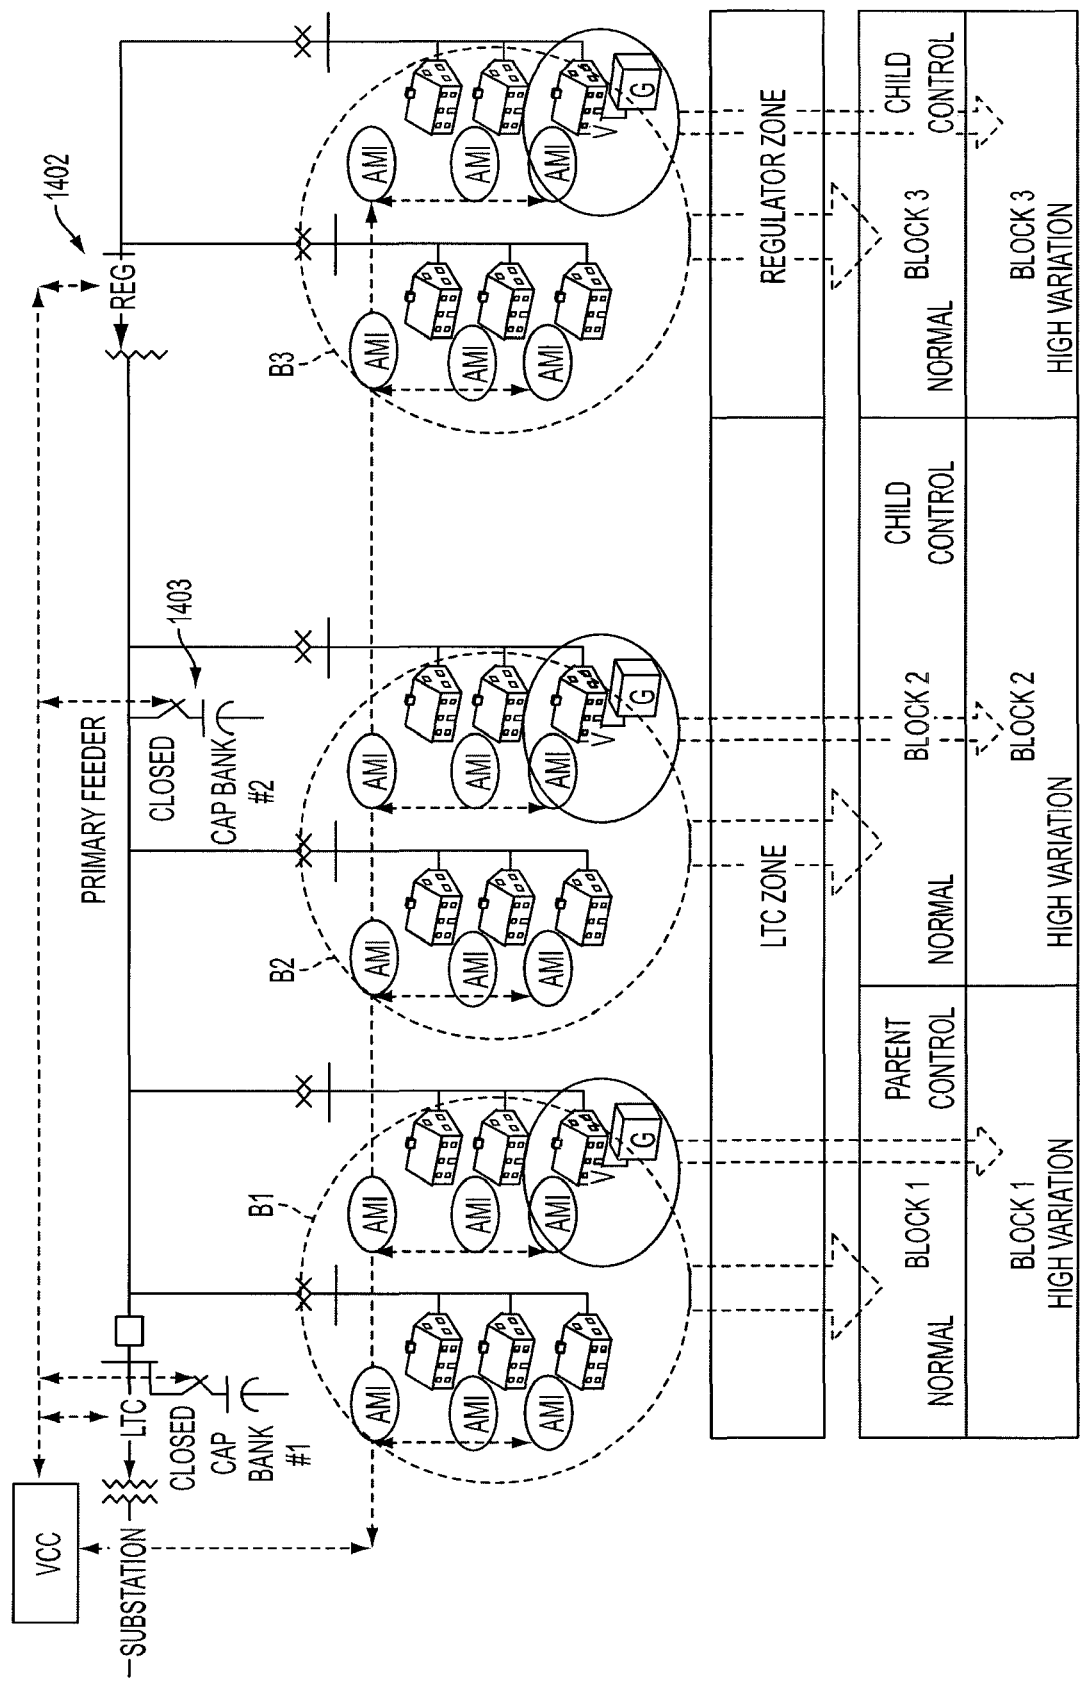 VCC
SUBSTATION
LTC
CLOSED
CAP
BANK
#1
PRIMARY FEEDER
CLOSED
CAP BANK
#2
1403
REG
1402
B1
AMI
AMI
AMI
AMI
AMI
AMI
V
G
B2
AMI
AMI
AMI
AMI
AMI
AMI
V
G
B3
AMI
AMI
AMI
AMI
AMI
AMI
V
G
LTC ZONE
REGULATOR ZONE
NORMAL
BLOCK 1
PARENT
CONTROL
NORMAL
BLOCK 2
CHILD
CONTROL
NORMAL
BLOCK 3
CHILD
CONTROL
BLOCK 1
HIGH VARIATION
BLOCK 2
HIGH VARIATION
BLOCK 3
HIGH VARIATION